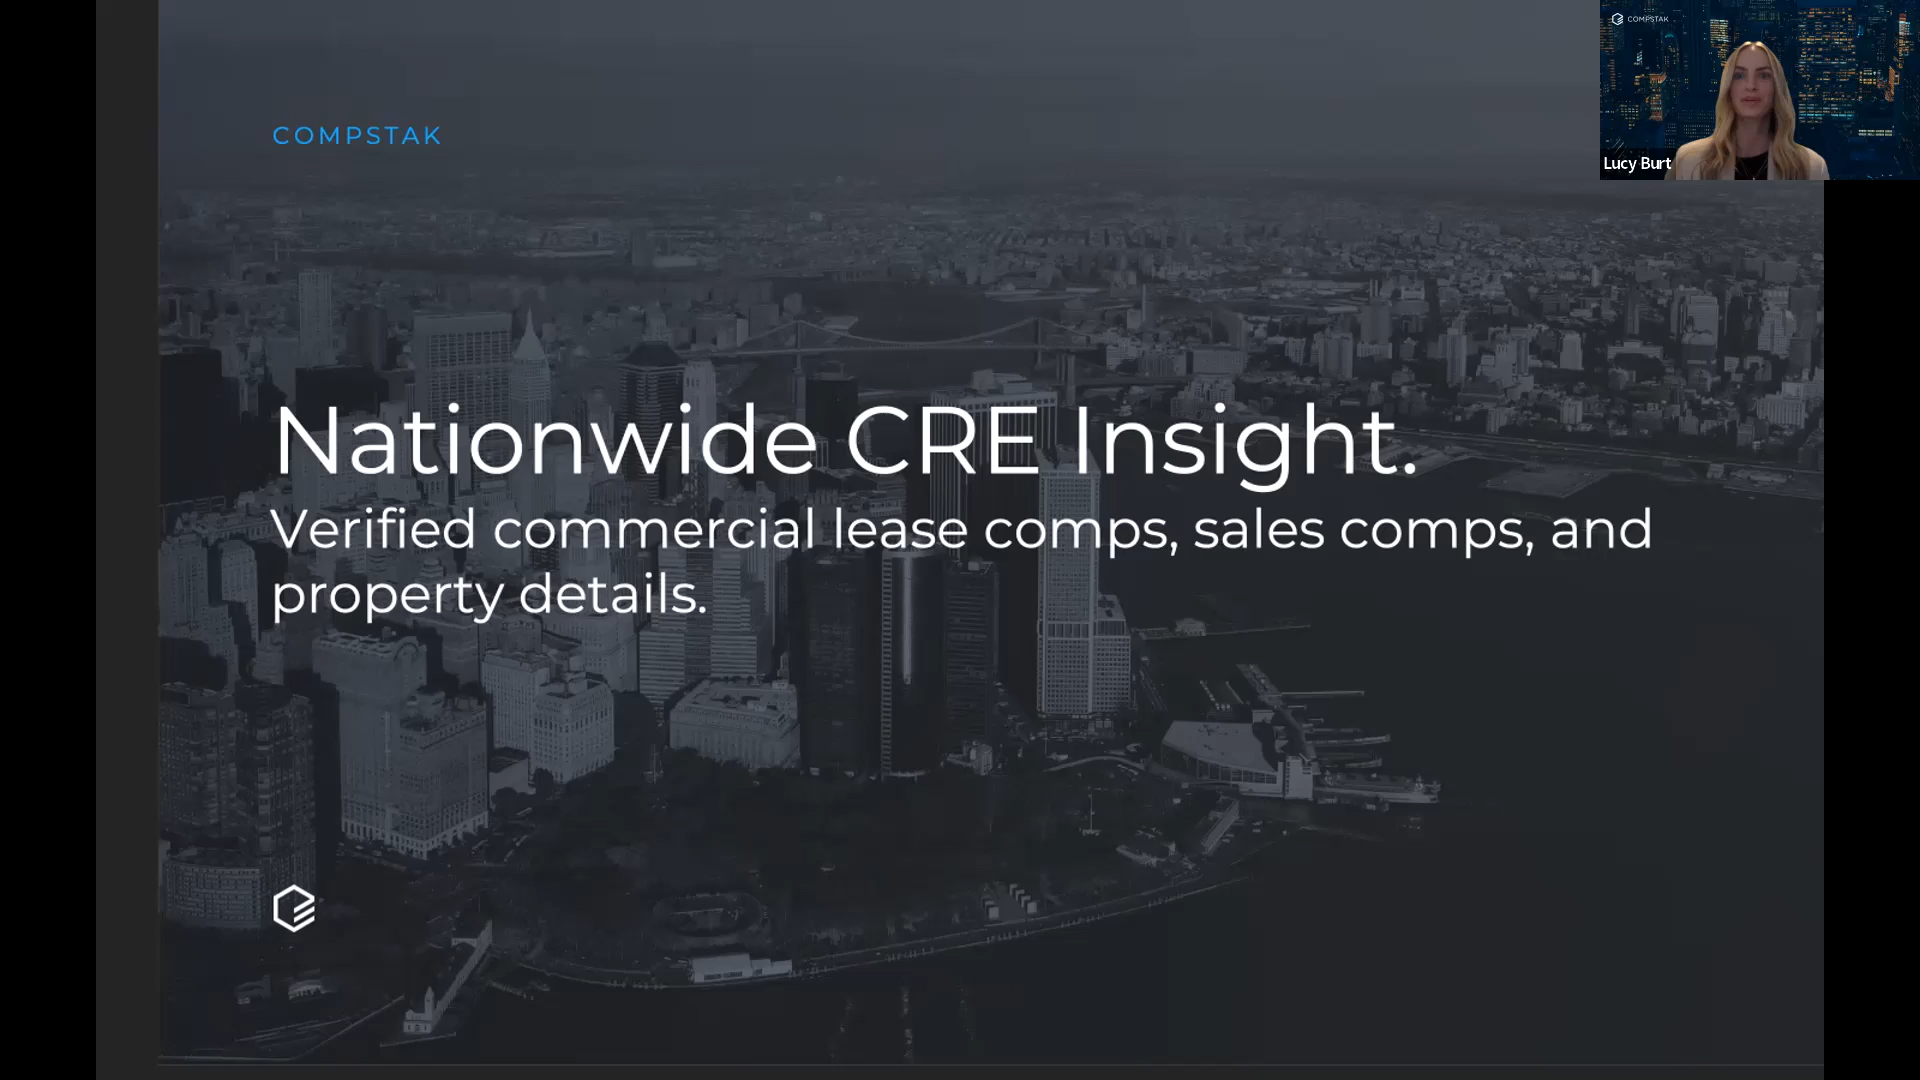 COMPSTAK
COMPSTAK
Lucy Burt
Nationwide CRE Insight.
Verified commercial lease comps, sales comps, and
property details.